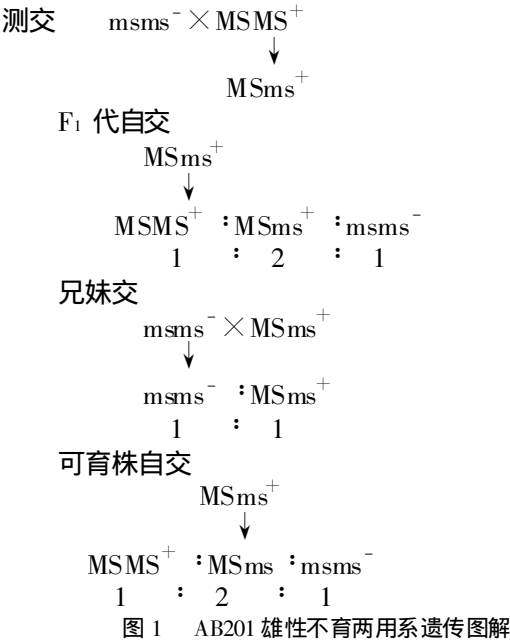 测交 msms⁻ × MSMS⁺
↓
MSms⁺
F₁ 代自交
MSms⁺
↓
MSMS⁺ ：MSms⁺ ：msms⁻
1 ： 2 ： 1
兄妹交
msms⁻ × MSms⁺
↓
msms⁻ ：MSms⁺
1 ： 1
可育株自交
MSms⁺
↓
MSMS⁺ ：MSms ：msms⁻
1 ： 2 ： 1
图 1 AB201 雄性不育两用系遗传图解